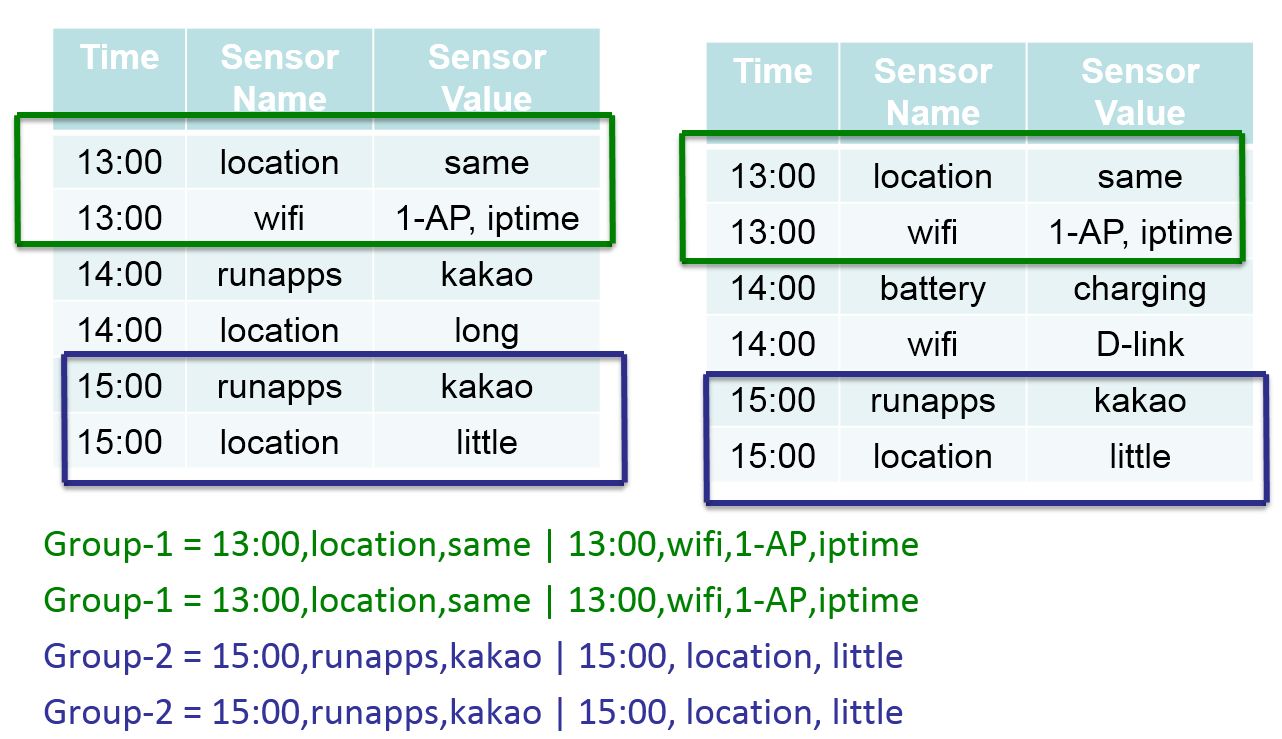 Time Sensor Name Sensor Value
13:00 location same
13:00 wifi 1-AP, iptime
14:00 runapps kakao
14:00 location long
15:00 runapps kakao
15:00 location little
Time Sensor Name Sensor Value
13:00 location same
13:00 wifi 1-AP, iptime
14:00 battery charging
14:00 wifi D-link
15:00 runapps kakao
15:00 location little
Group-1 = 13:00,location,same | 13:00,wifi,1-AP,iptime
Group-1 = 13:00,location,same | 13:00,wifi,1-AP,iptime
Group-2 = 15:00,runapps,kakao | 15:00, location, little
Group-2 = 15:00,runapps,kakao | 15:00, location, little